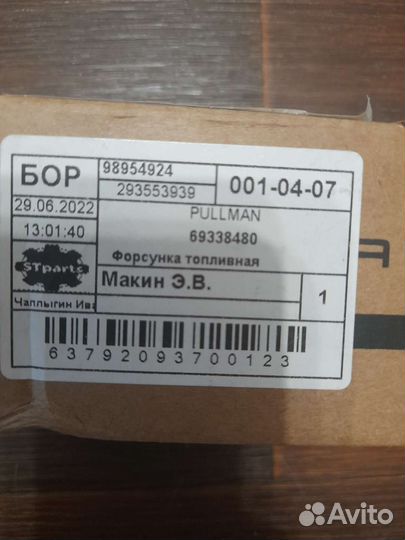 БОР
98954924
293553939
001-04-07
29.06.2022
PULLMAN
13:01:40
69338480
Форсунка топливная
STparts
Макин Э.В.
1
Чаплыгин Ива
63792093700123
Avito